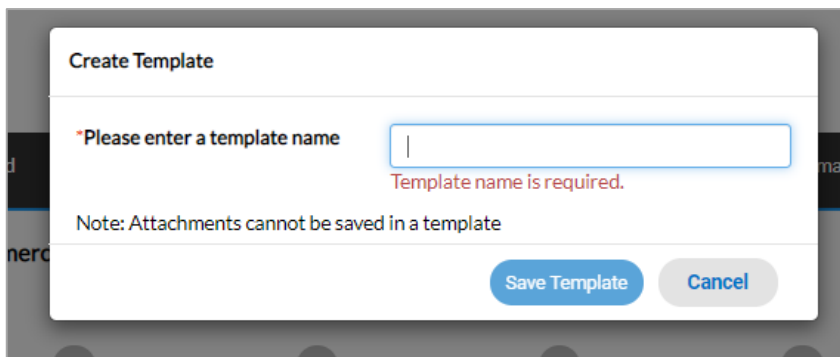 Create Template
*Please enter a template name
Template name is required.
Note: Attachments cannot be saved in a template
Save Template
Cancel